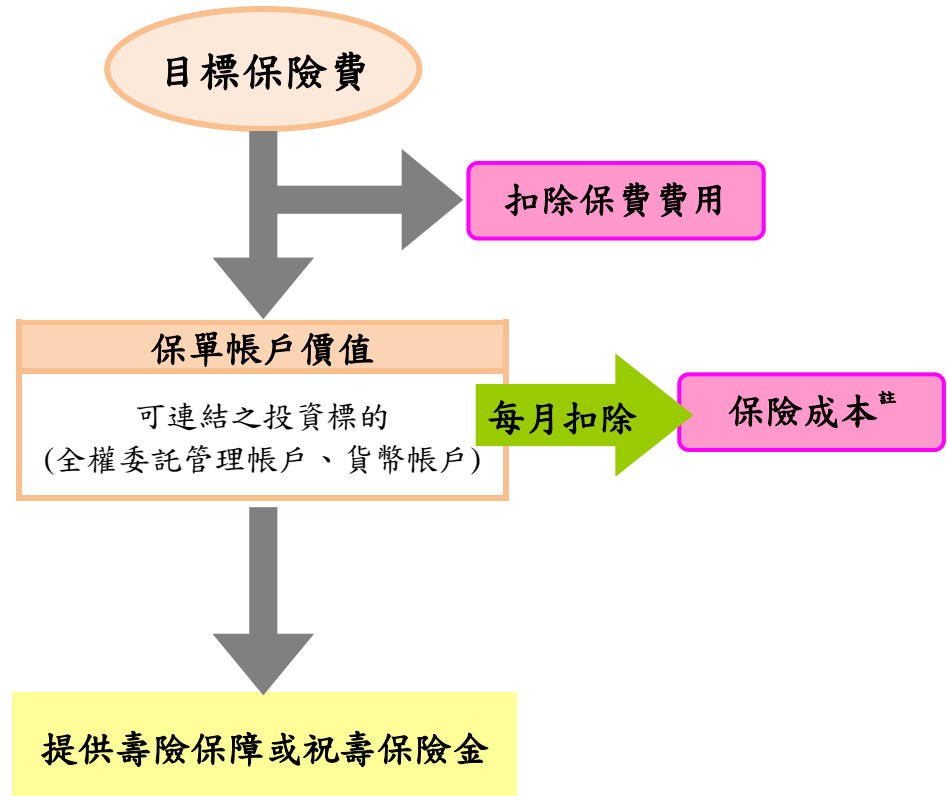 目標保險費
扣除保費費用
保單帳戶價值
可連結之投資標的
(全權委託管理帳戶、貨幣帳戶)
每月扣除
保險成本註
提供壽險保障或祝壽保險金